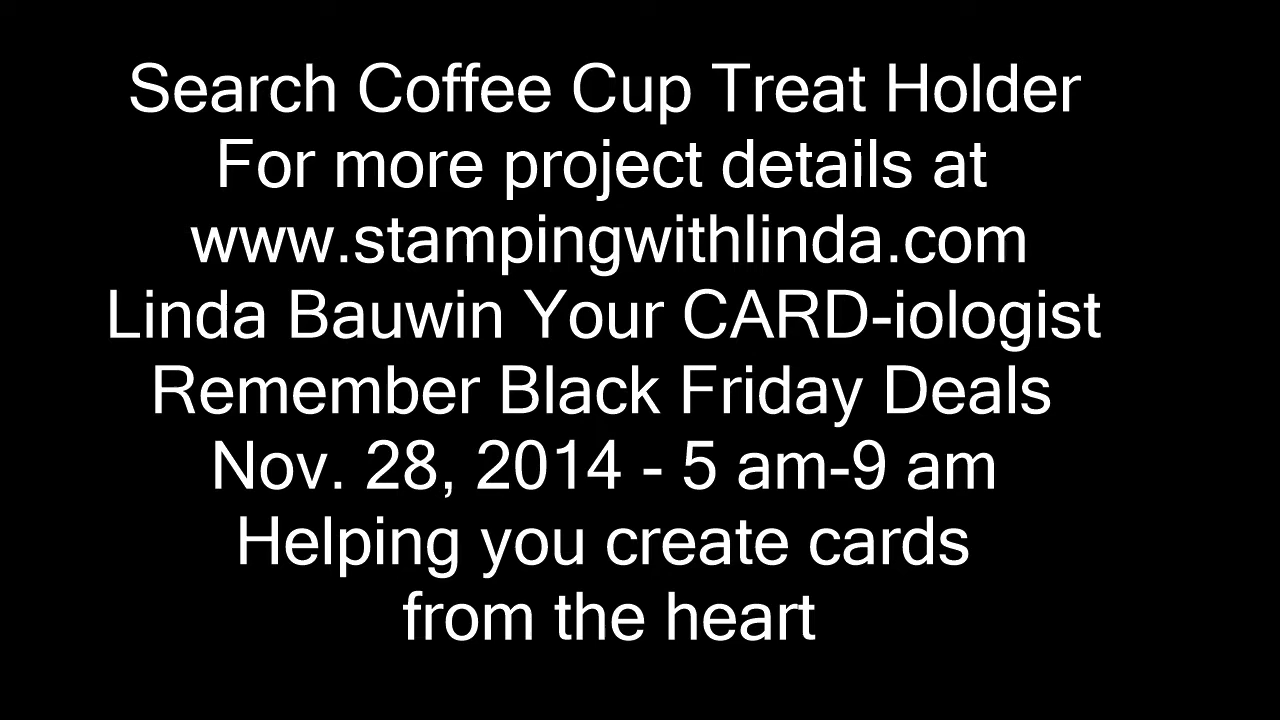 Search Coffee Cup Treat Holder
For more project details at
www.stampingwithlinda.com
Linda Bauwin Your CARD-iologist
Remember Black Friday Deals
Nov. 28, 2014 - 5 am-9 am
Helping you create cards
from the heart